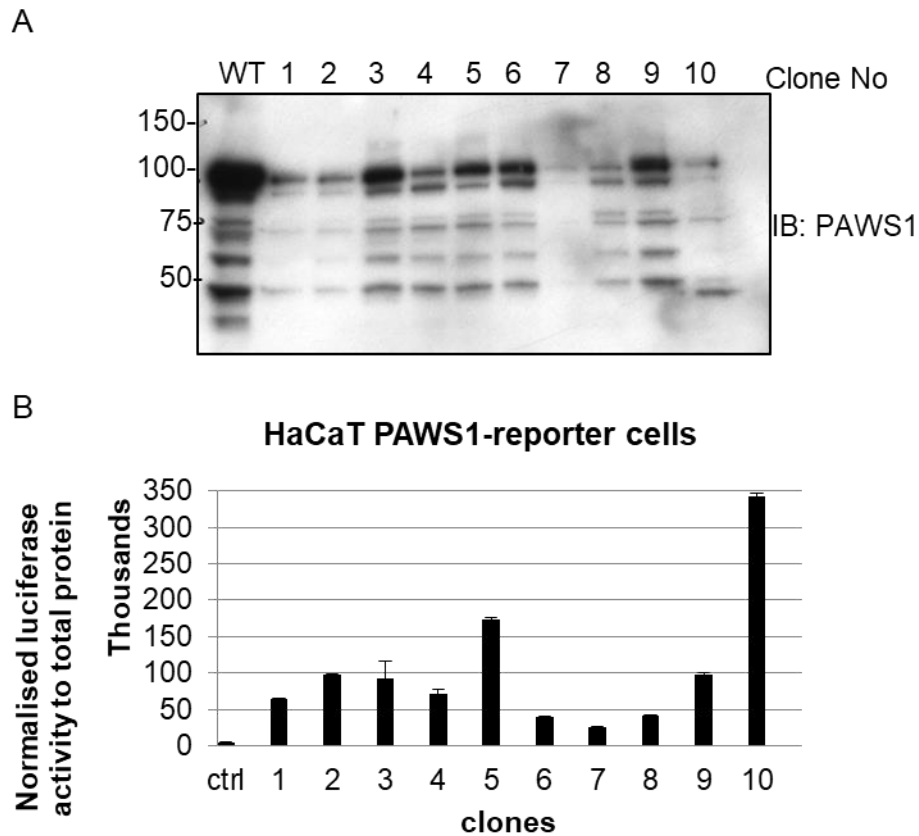 A
WT 1 2 3 4 5 6 7 8 9 10 Clone No
150-
100-
75-
50-
IB: PAWS1
B
HaCaT PAWS1-reporter cells
Normalised luciferase
activity to total protein
Thousands
350
300
250
200
150
100
50
0
ctrl 1 2 3 4 5 6 7 8 9 10
clones